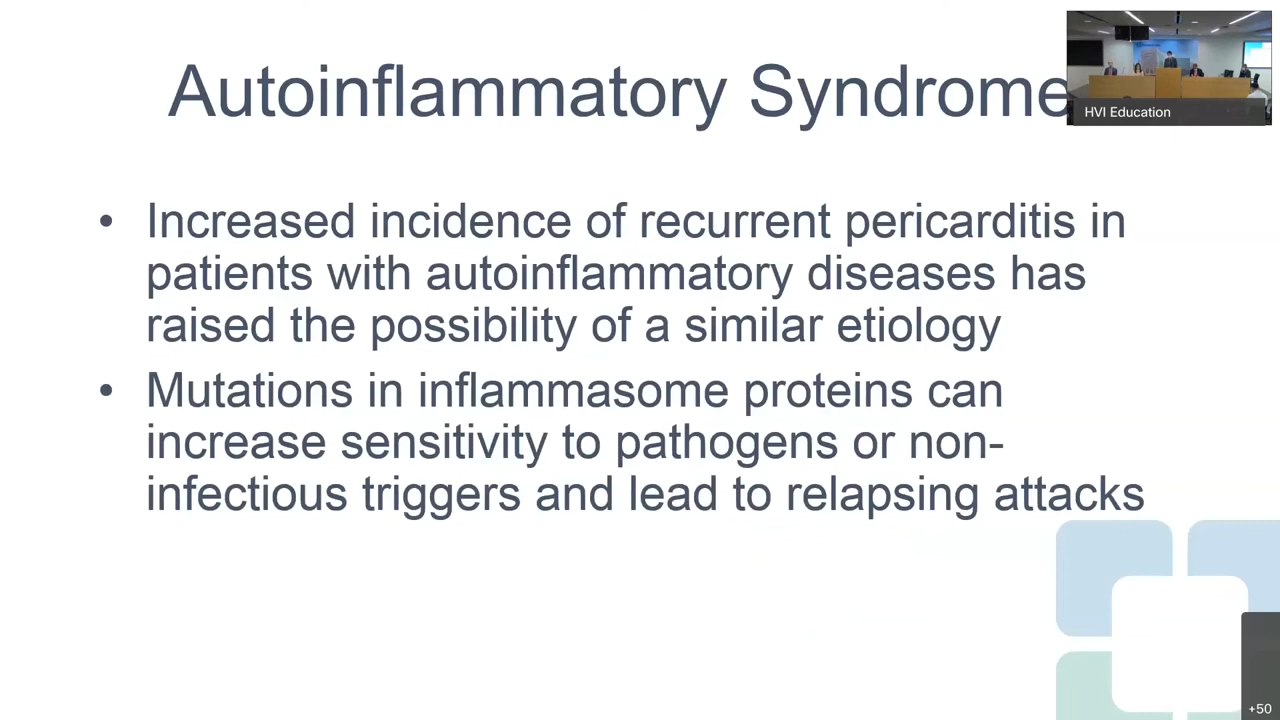 Autoinflammatory Syndrome
HVI Education
• Increased incidence of recurrent pericarditis in
patients with autoinflammatory diseases has
raised the possibility of a similar etiology
• Mutations in inflammasome proteins can
increase sensitivity to pathogens or non-
infectious triggers and lead to relapsing attacks
+50